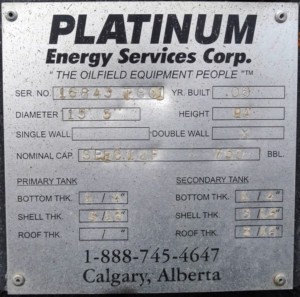 PLATINUM
Energy Services Corp.
"THE OILFIELD EQUIPMENT PEOPLE"™
SER. NO. YR. BUILT
DIAMETER HEIGHT
SINGLE WALL DOUBLE WALL
NOMINAL CAP. BBL.
PRIMARY TANK SECONDARY TANK
BOTTOM THK. BOTTOM THK.
SHELL THK. SHELL THK.
ROOF THK. ROOF THK.
1-888-745-4647
Calgary, Alberta